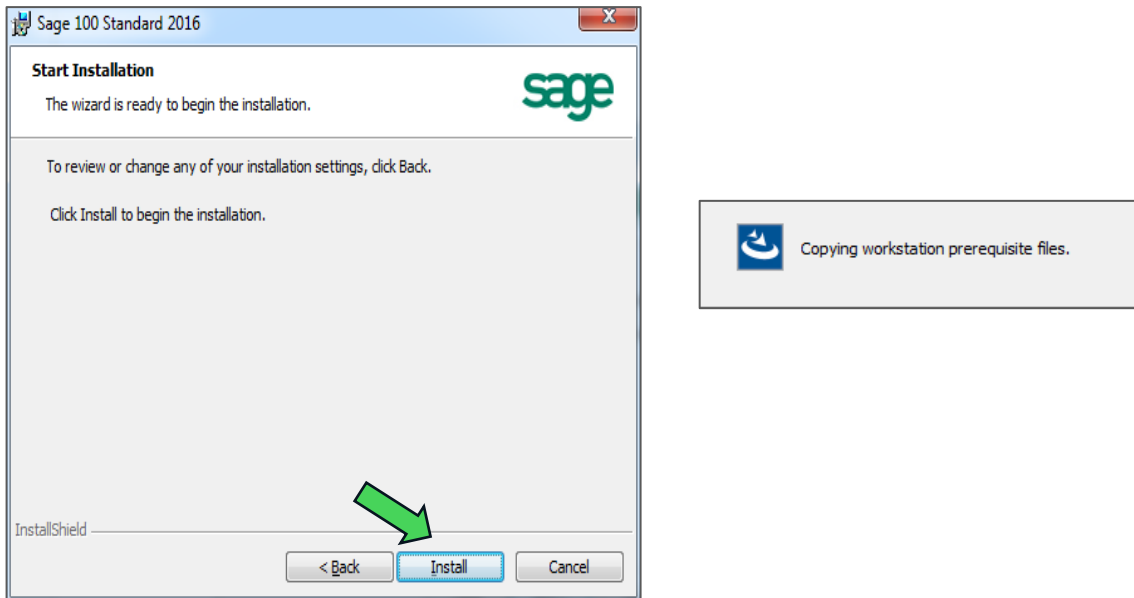 Sage 100 Standard 2016
X
Start Installation
The wizard is ready to begin the installation.
sage
To review or change any of your installation settings, click Back.
Click Install to begin the installation.
InstallShield
< Back
Install
Cancel
Copying workstation prerequisite files.